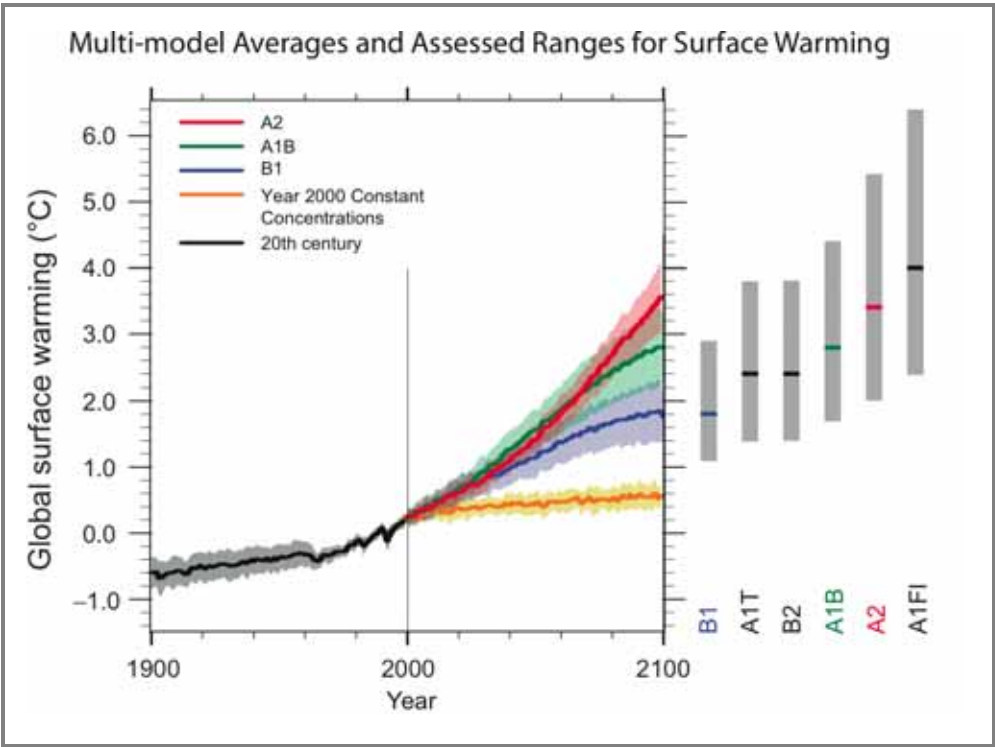 Multi-model Averages and Assessed Ranges for Surface Warming
A2
A1B
B1
Year 2000 Constant
Concentrations
20th century
Global surface warming (°C)
6.0
5.0
4.0
3.0
2.0
1.0
0.0
–1.0
1900
2000
2100
Year
B1
A1T
B2
A1B
A2
A1FI